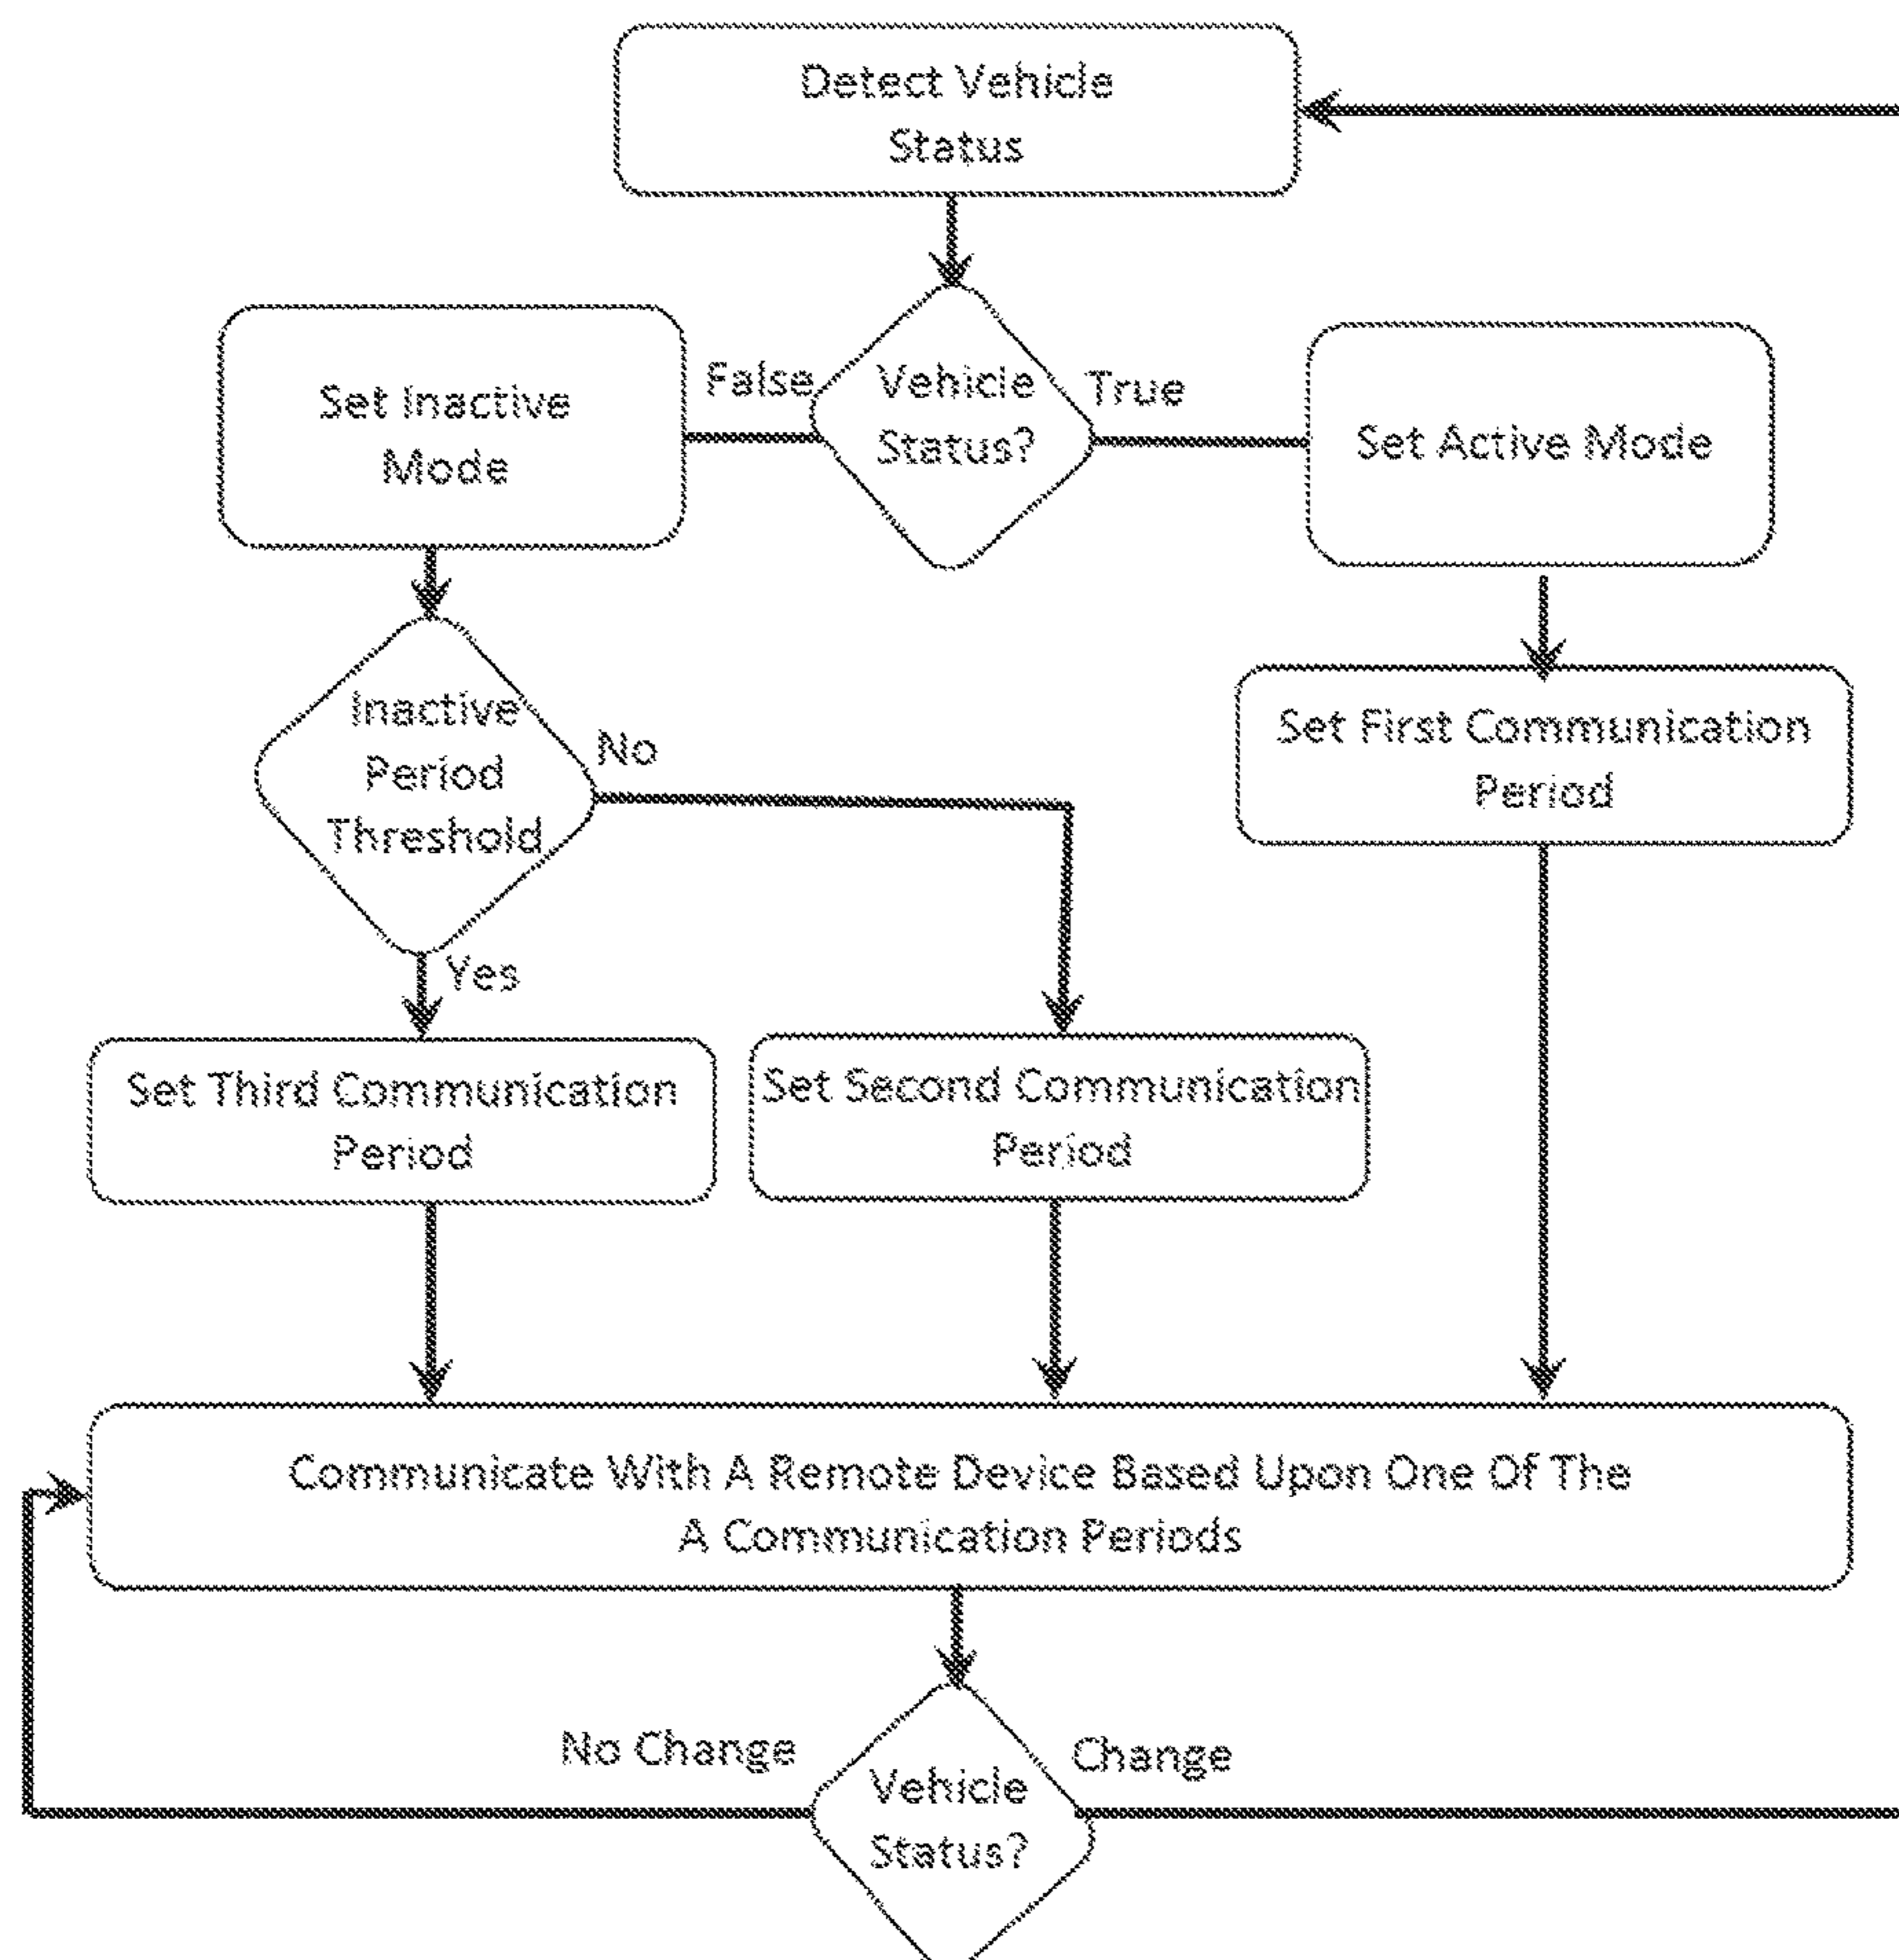 Detect Vehicle
Status
Vehicle
Status?
False
True
Set Inactive
Mode
Set Active Mode
Inactive
Period
Threshold
No
Yes
Set First Communication
Period
Set Third Communication
Period
Set Second Communication
Period
Communicate With A Remote Device Based Upon One Of The
A Communication Periods
No Change
Change
Vehicle
Status?